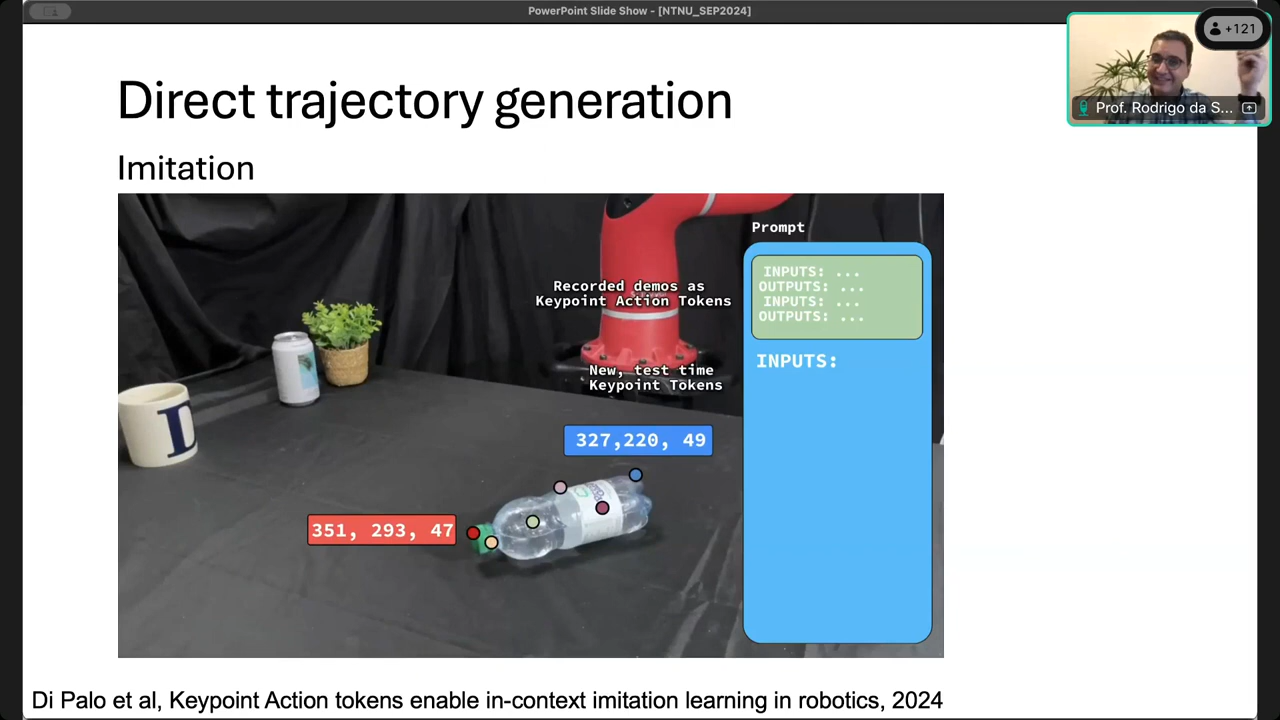 PowerPoint Slide Show - [NTNU_SEP2024]
+121
Prof. Rodrigo da S...
Direct trajectory generation
Imitation
Prompt
INPUTS: ...
OUTPUTS: ...
INPUTS: ...
OUTPUTS: ...
Recorded demos as
Keypoint Action Tokens
INPUTS:
New, test time
Keypoint Tokens
327,220, 49
351, 293, 47
D
Di Palo et al, Keypoint Action tokens enable in-context imitation learning in robotics, 2024